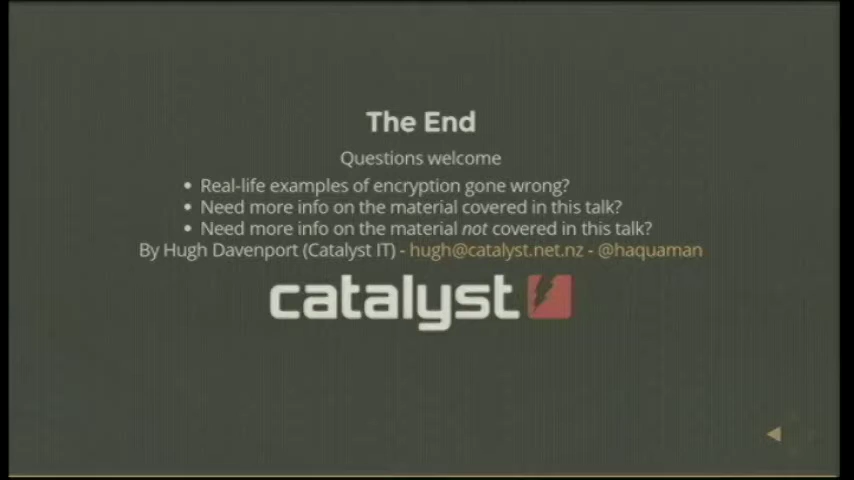 The End
Questions welcome
• Real-life examples of encryption gone wrong?
• Need more info on the material covered in this talk?
• Need more info on the material not covered in this talk?
By Hugh Davenport (Catalyst IT) - hugh@catalyst.net.nz - @haquaman
catalyst